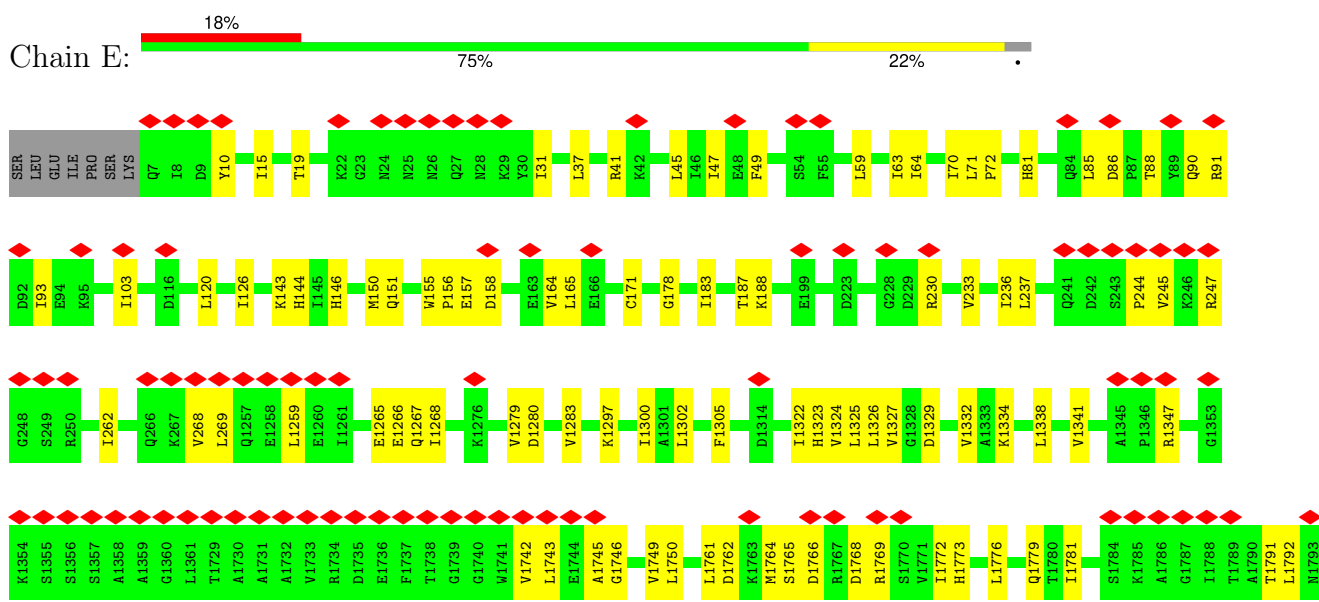 18%
Chain E:
75% 22% •
SER LEU GLU ILE PRO SER LYS Q7 I8 D9 Y10 I15 T19 K22 G23 N24 N25 N26 Q27 N28 K29 Y30 I31 L37 R41 K42 L45 I46 I47 E48 F49 S54 F55 L59 I63 I64 I70 L71 P72 H81 Q84 L85 D86 P87 T88 Y89 Q90 R91
D92 I93 E94 K95 I103 D116 L120 I126 K143 H144 I145 H146 M150 Q151 W155 P156 E157 D158 E163 V164 L165 E166 C171 G178 I183 T187 K188 E199 D223 G228 D229 R230 V233 I236 L237 Q241 D242 S243 P244 V245 K246 R247
G248 S249 R250 I262 Q266 K267 V268 L269 Q1257 E1258 L1259 E1260 I1261 E1265 E1266 Q1267 I1268 K1276 V1279 D1280 V1283 K1297 I1300 A1301 L1302 F1305 D1314 I1322 H1323 V1324 L1325 L1326 V1327 G1328 D1329 V1332 A1333 K1334 L1338 V1341 A1345 P1346 R1347 G1353
K1354 S1355 S1356 S1357 A1358 A1359 G1360 L1361 T1729 A1730 A1731 A1732 V1733 R1734 D1735 E1736 F1737 T1738 G1739 G1740 W1741 V1742 L1743 E1744 A1745 G1746 V1749 L1750 L1761 D1762 K1763 M1764 S1765 D1766 R1767 D1768 R1769 S1770 V1771 I1772 H1773 L1776 Q1779 T1780 I1781 S1784 K1785 A1786 G1787 I1788 T1789 A1790 T1791 L1792 N1793